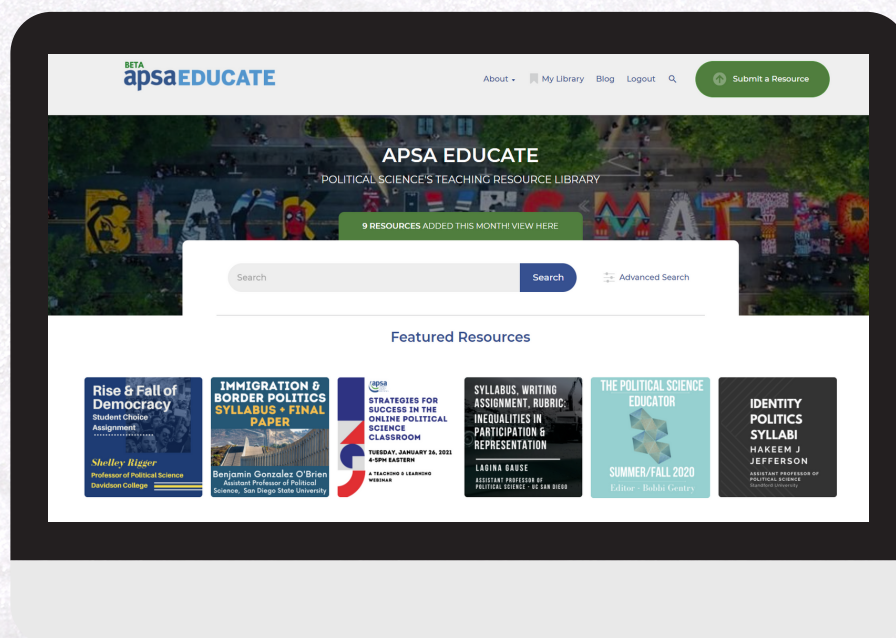 BETA
apsaEDUCATE
About
My Library
Blog
Logout
Submit a Resource
APSA EDUCATE
POLITICAL SCIENCE'S TEACHING RESOURCE LIBRARY
BLACK LIVES MATTER
9 RESOURCES ADDED THIS MONTH! VIEW HERE
Search
Search
Advanced Search
Featured Resources
Rise & Fall of
Democracy
Student Choice
Assignment
Shelley Rigger
Professor of Political Science
Davidson College
IMMIGRATION &
BORDER POLITICS
SYLLABUS + FINAL
PAPER
Benjamin Gonzalez O'Brien
Assistant Professor of Political
Science, San Diego State University
apsa
STRATEGIES FOR
SUCCESS IN THE
ONLINE POLITICAL
SCIENCE
CLASSROOM
TUESDAY, JANUARY 26, 2021
4-5PM EASTERN
A TEACHING & LEARNING
WEBINAR
SYLLABUS, WRITING
ASSIGNMENT, RUBRIC:
INEQUALITIES IN
PARTICIPATION &
REPRESENTATION
LAGINA GAUSE
ASSISTANT PROFESSOR OF
POLITICAL SCIENCE - UC SAN DIEGO
THE POLITICAL SCIENCE
EDUCATOR
SUMMER/FALL 2020
Editor - Bobbi Gentry
IDENTITY
POLITICS
SYLLABI
HAKEEM J
JEFFERSON
ASSISTANT PROFESSOR OF
POLITICAL SCIENCE
Standford University